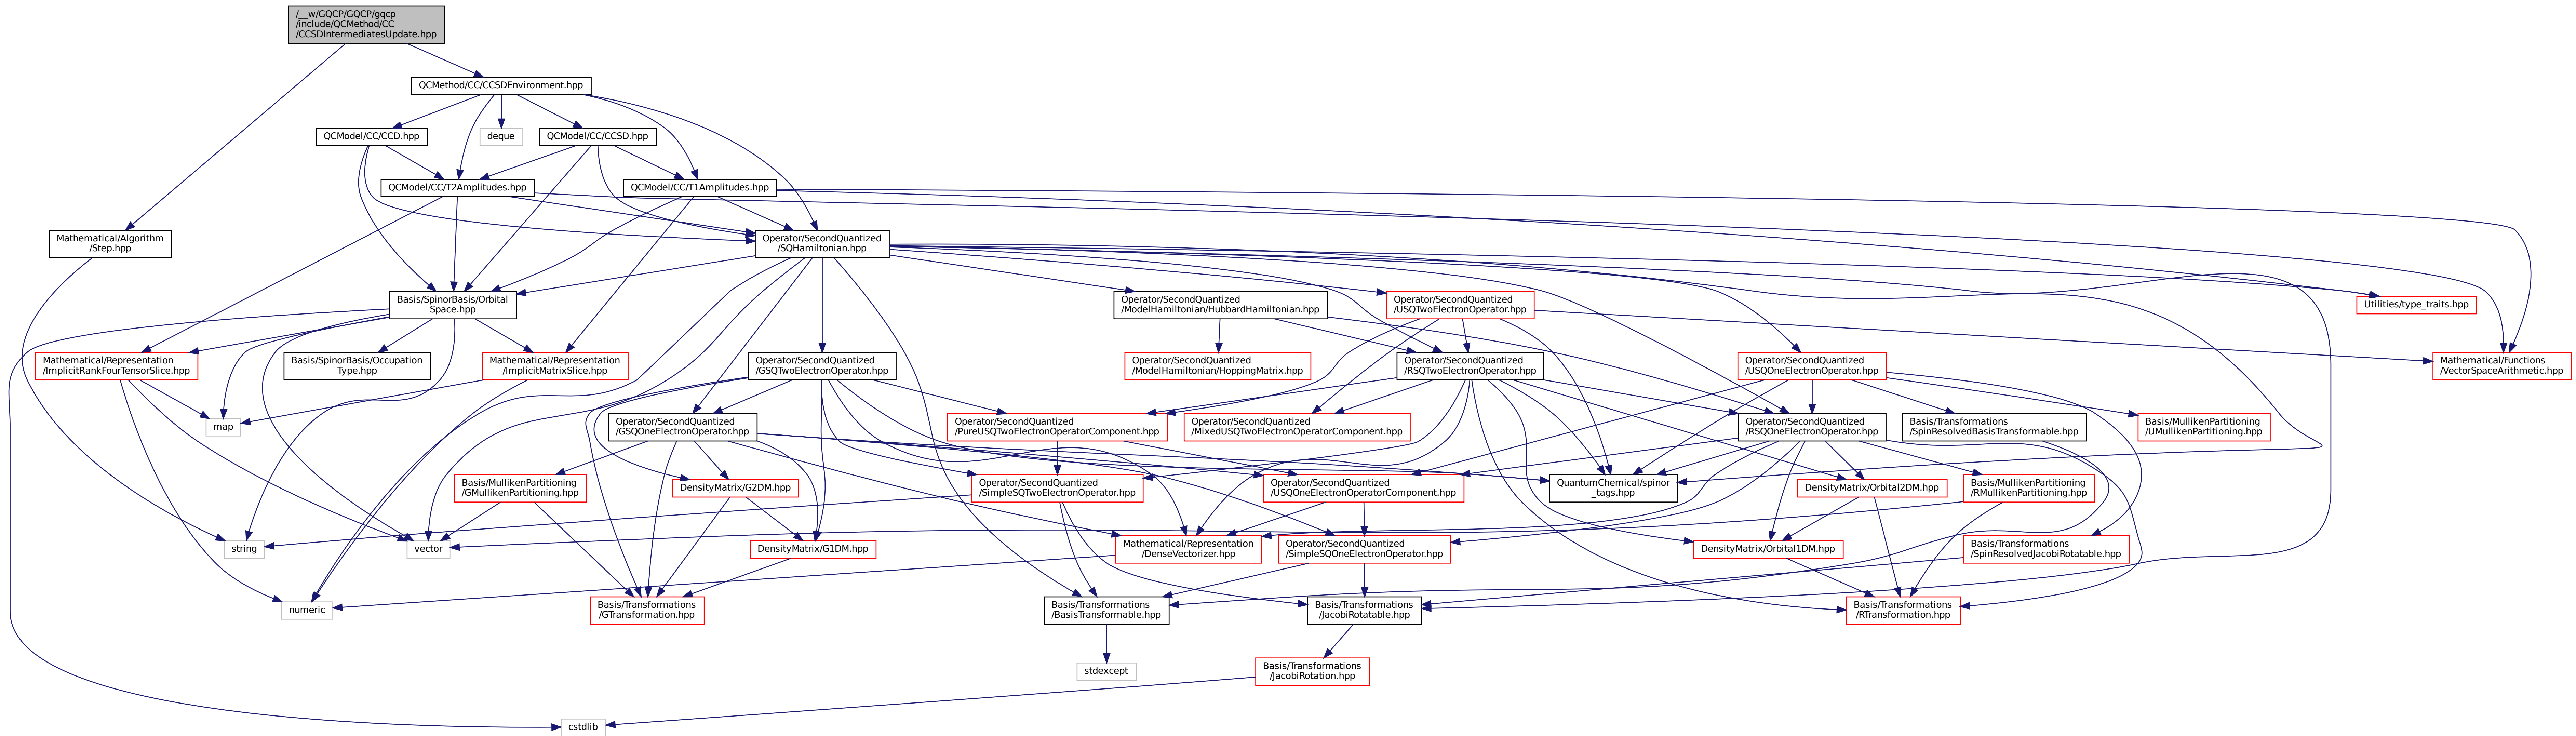 /__w/GQCP/GQCP/gqcp
/include/QCMethod/CC
/CCSDIntermediatesUpdate.hpp
QCMethod/CC/CCSDEnvironment.hpp
QCModel/CC/CCD.hpp
deque
QCModel/CC/CCSD.hpp
QCModel/CC/T2Amplitudes.hpp
QCModel/CC/T1Amplitudes.hpp
Mathematical/Algorithm
/Step.hpp
Operator/SecondQuantized
/SQHamiltonian.hpp
Basis/SpinorBasis/Orbital
Space.hpp
Operator/SecondQuantized
/ModelHamiltonian/HubbardHamiltonian.hpp
Operator/SecondQuantized
/USQTwoElectronOperator.hpp
Utilities/type_traits.hpp
Mathematical/Representation
/ImplicitRankFourTensorSlice.hpp
Basis/SpinorBasis/Occupation
Type.hpp
Mathematical/Representation
/ImplicitMatrixSlice.hpp
Operator/SecondQuantized
/GSQTwoElectronOperator.hpp
Operator/SecondQuantized
/ModelHamiltonian/HoppingMatrix.hpp
Operator/SecondQuantized
/RSQTwoElectronOperator.hpp
Operator/SecondQuantized
/USQOneElectronOperator.hpp
Mathematical/Functions
/VectorSpaceArithmetic.hpp
map
Operator/SecondQuantized
/GSQOneElectronOperator.hpp
Operator/SecondQuantized
/PureUSQTwoElectronOperatorComponent.hpp
Operator/SecondQuantized
/MixedUSQTwoElectronOperatorComponent.hpp
Operator/SecondQuantized
/RSQOneElectronOperator.hpp
Basis/Transformations
/SpinResolvedBasisTransformable.hpp
Basis/MullikenPartitioning
/UMullikenPartitioning.hpp
Basis/MullikenPartitioning
/GMullikenPartitioning.hpp
DensityMatrix/G2DM.hpp
Operator/SecondQuantized
/SimpleSQTwoElectronOperator.hpp
Operator/SecondQuantized
/USQOneElectronOperatorComponent.hpp
QuantumChemical/spinor
_tags.hpp
DensityMatrix/Orbital2DM.hpp
Basis/MullikenPartitioning
/RMullikenPartitioning.hpp
string
vector
DensityMatrix/G1DM.hpp
Mathematical/Representation
/DenseVectorizer.hpp
Operator/SecondQuantized
/SimpleSQOneElectronOperator.hpp
DensityMatrix/Orbital1DM.hpp
Basis/Transformations
/SpinResolvedJacobiRotatable.hpp
numeric
Basis/Transformations
/GTransformation.hpp
Basis/Transformations
/BasisTransformable.hpp
Basis/Transformations
/JacobiRotatable.hpp
Basis/Transformations
/RTransformation.hpp
stdexcept
Basis/Transformations
/JacobiRotation.hpp
cstdlib